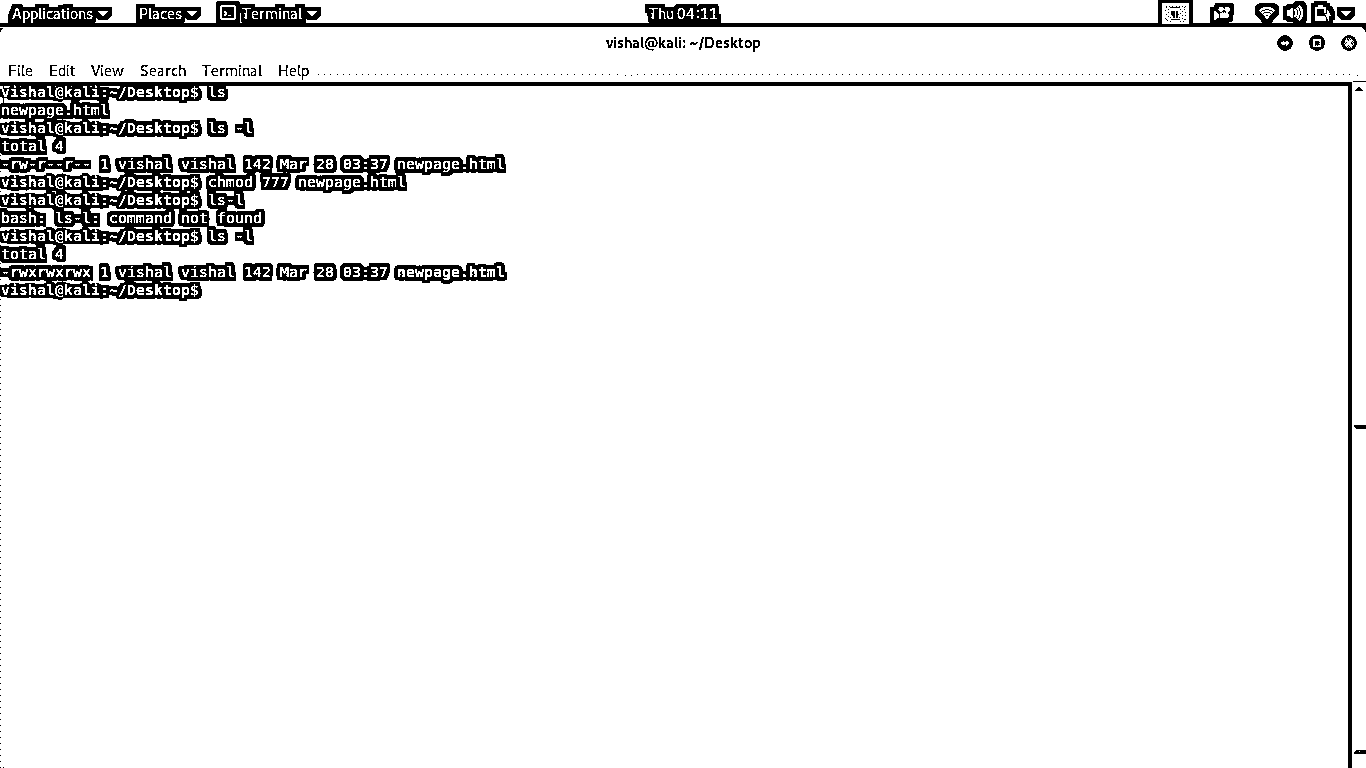 Applications Places Terminal Thu 04:11
vishal@kali: ~/Desktop
File Edit View Search Terminal Help
vishal@kali:~/Desktop$ ls
newpage.html
vishal@kali:~/Desktop$ ls -l
total 4
-rw-r--r-- 1 vishal vishal 142 Mar 28 03:37 newpage.html
vishal@kali:~/Desktop$ chmod 777 newpage.html
vishal@kali:~/Desktop$ ls-l
bash: ls-l: command not found
vishal@kali:~/Desktop$ ls -l
total 4
-rwxrwxrwx 1 vishal vishal 142 Mar 28 03:37 newpage.html
vishal@kali:~/Desktop$